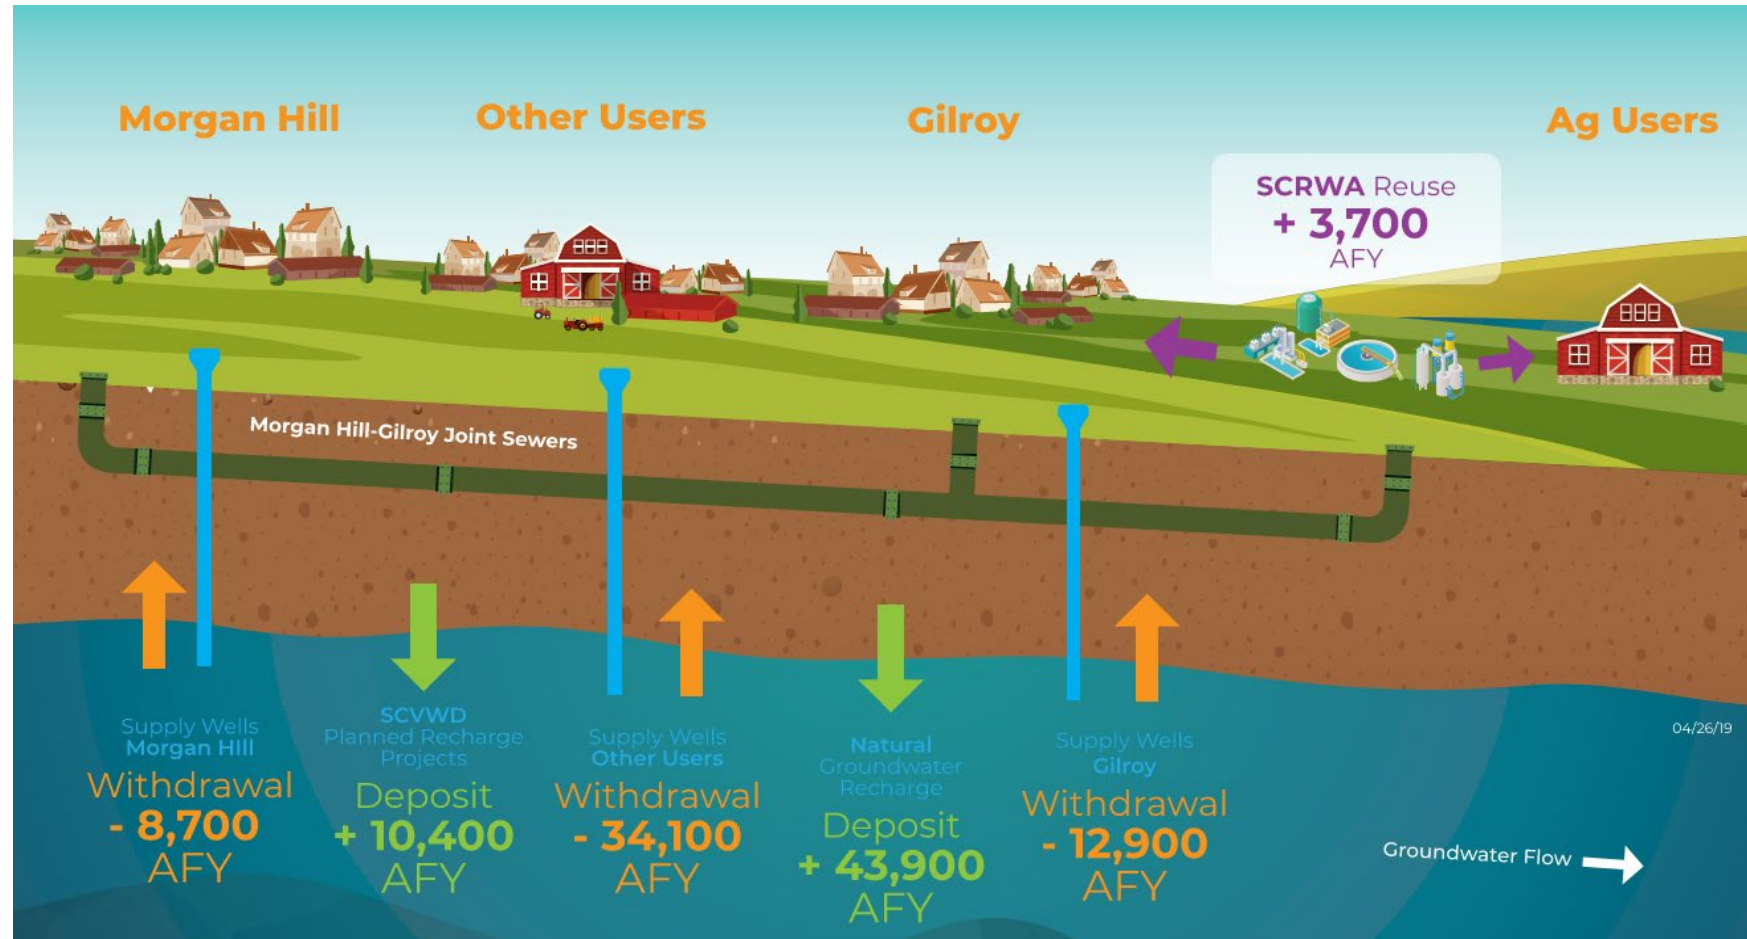 Morgan Hill
Other Users
Gilroy
Ag Users
SCRWA Reuse
+ 3,700
AFY
Morgan Hill-Gilroy Joint Sewers
Supply Wells
Morgan Hill
Withdrawal
- 8,700
AFY
SCVWD
Planned Recharge
Projects
Deposit
+ 10,400
AFY
Supply Wells
Other Users
Withdrawal
- 34,100
AFY
Natural
Groundwater
Recharge
Deposit
+ 43,900
AFY
Supply Wells
Gilroy
Withdrawal
- 12,900
AFY
04/26/19
Groundwater Flow